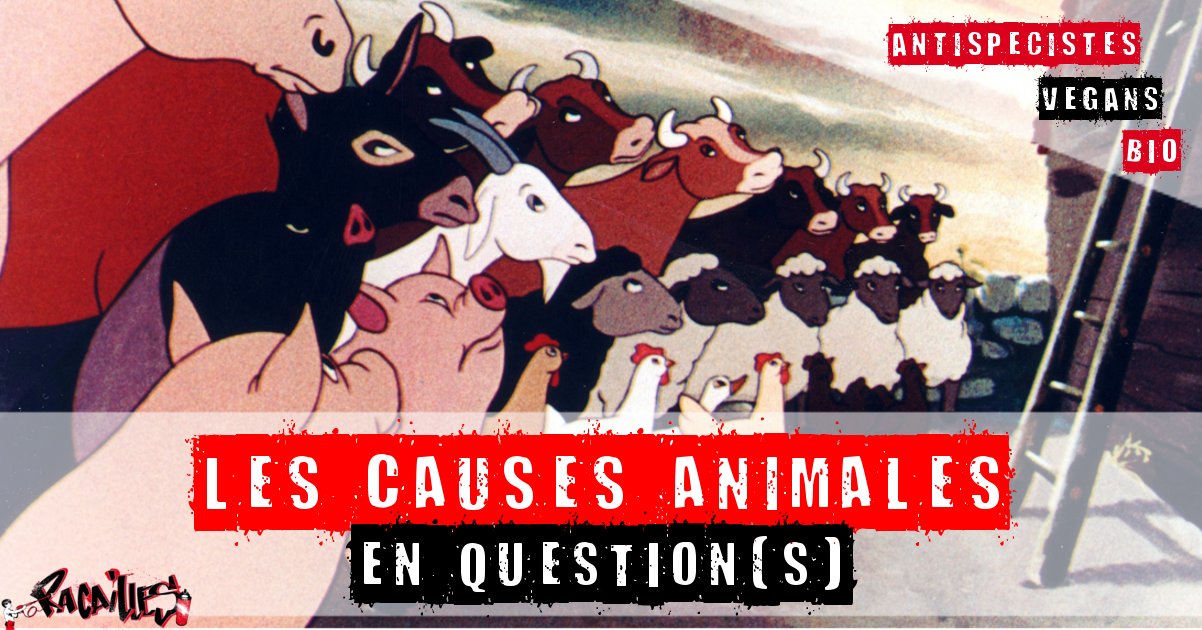 ANTISPECISTES
VEGANS
BIO
LES CAUSES ANIMALES
EN QUESTION(S)
RACAILLES